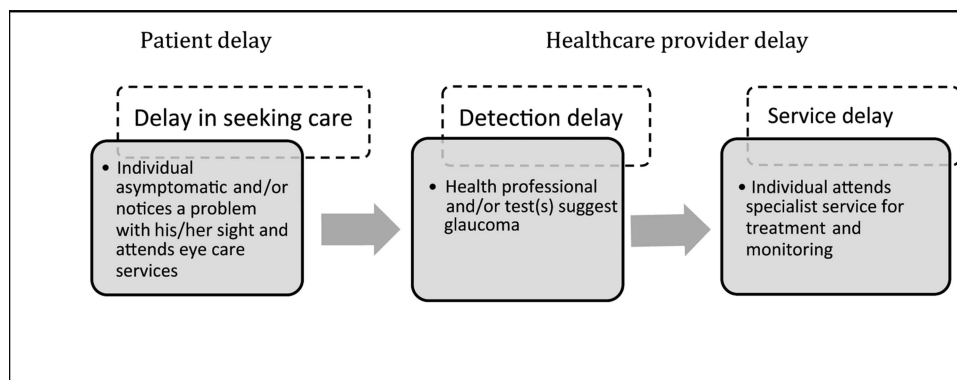 Patient delay
Healthcare provider delay
Delay in seeking care
• Individual
asymptomatic and/or
notices a problem
with his/her sight and
attends eye care
services
Detection delay
• Health professional
and/or test(s) suggest
glaucoma
Service delay
• Individual attends
specialist service for
treatment and
monitoring